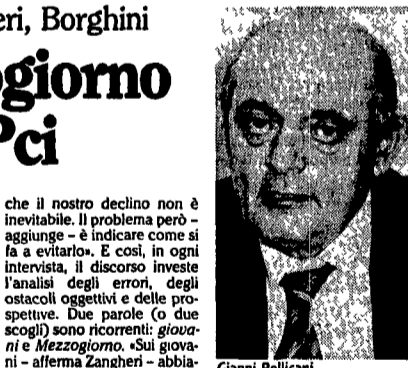 eri, Borghini
giorno
Pci
che il nostro declino non è
inevitabile. Il problema però –
aggiunge – è indicare come si
fa a evitarlo». E così, in ogni
intervista, il discorso investe
l'analisi degli errori, degli
ostacoli oggettivi e delle pro-
spettive. Due parole (o due
scogli) sono ricorrenti: giova-
ni e Mezzogiorno. «Sui giova-
ni – afferma Zangheri – abbia-
Gianni Pellicani